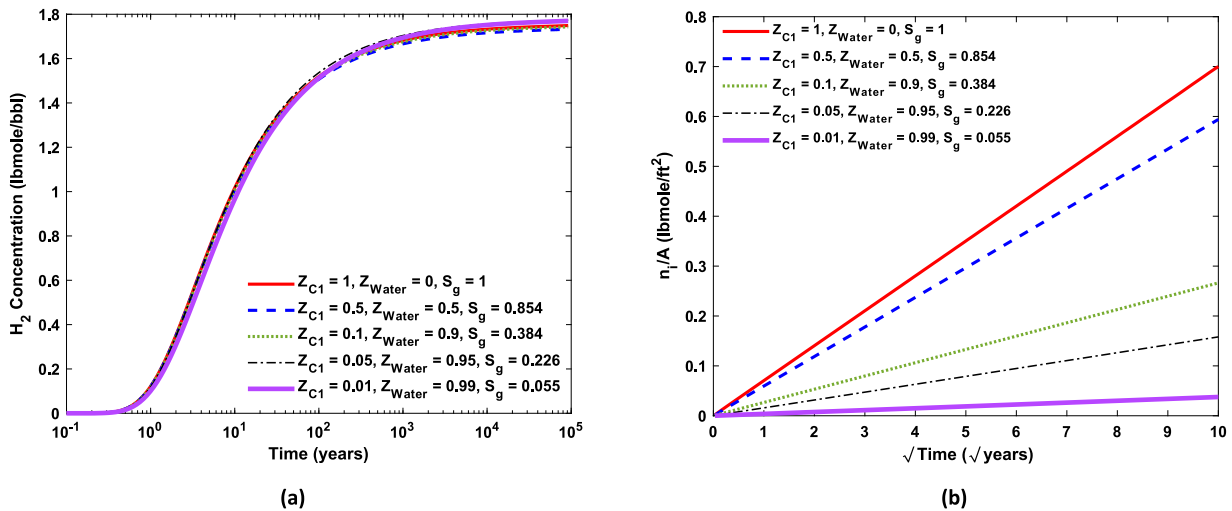 H2 Concentration (lbmole/bbl)
1.8
1.6
1.4
1.2
1
0.8
0.6
0.4
0.2
0
ZC1 = 1, ZWater = 0, Sg = 1
ZC1 = 0.5, ZWater = 0.5, Sg = 0.854
ZC1 = 0.1, ZWater = 0.9, Sg = 0.384
ZC1 = 0.05, ZWater = 0.95, Sg = 0.226
ZC1 = 0.01, ZWater = 0.99, Sg = 0.055
10-1 100 101 102 103 104 105
Time (years)
(a)
ni/A (lbmole/ft2)
0.8
0.7
0.6
0.5
0.4
0.3
0.2
0.1
0
ZC1 = 1, ZWater = 0, Sg = 1
ZC1 = 0.5, ZWater = 0.5, Sg = 0.854
ZC1 = 0.1, ZWater = 0.9, Sg = 0.384
ZC1 = 0.05, ZWater = 0.95, Sg = 0.226
ZC1 = 0.01, ZWater = 0.99, Sg = 0.055
0 1 2 3 4 5 6 7 8 9 10
√Time (√years)
(b)